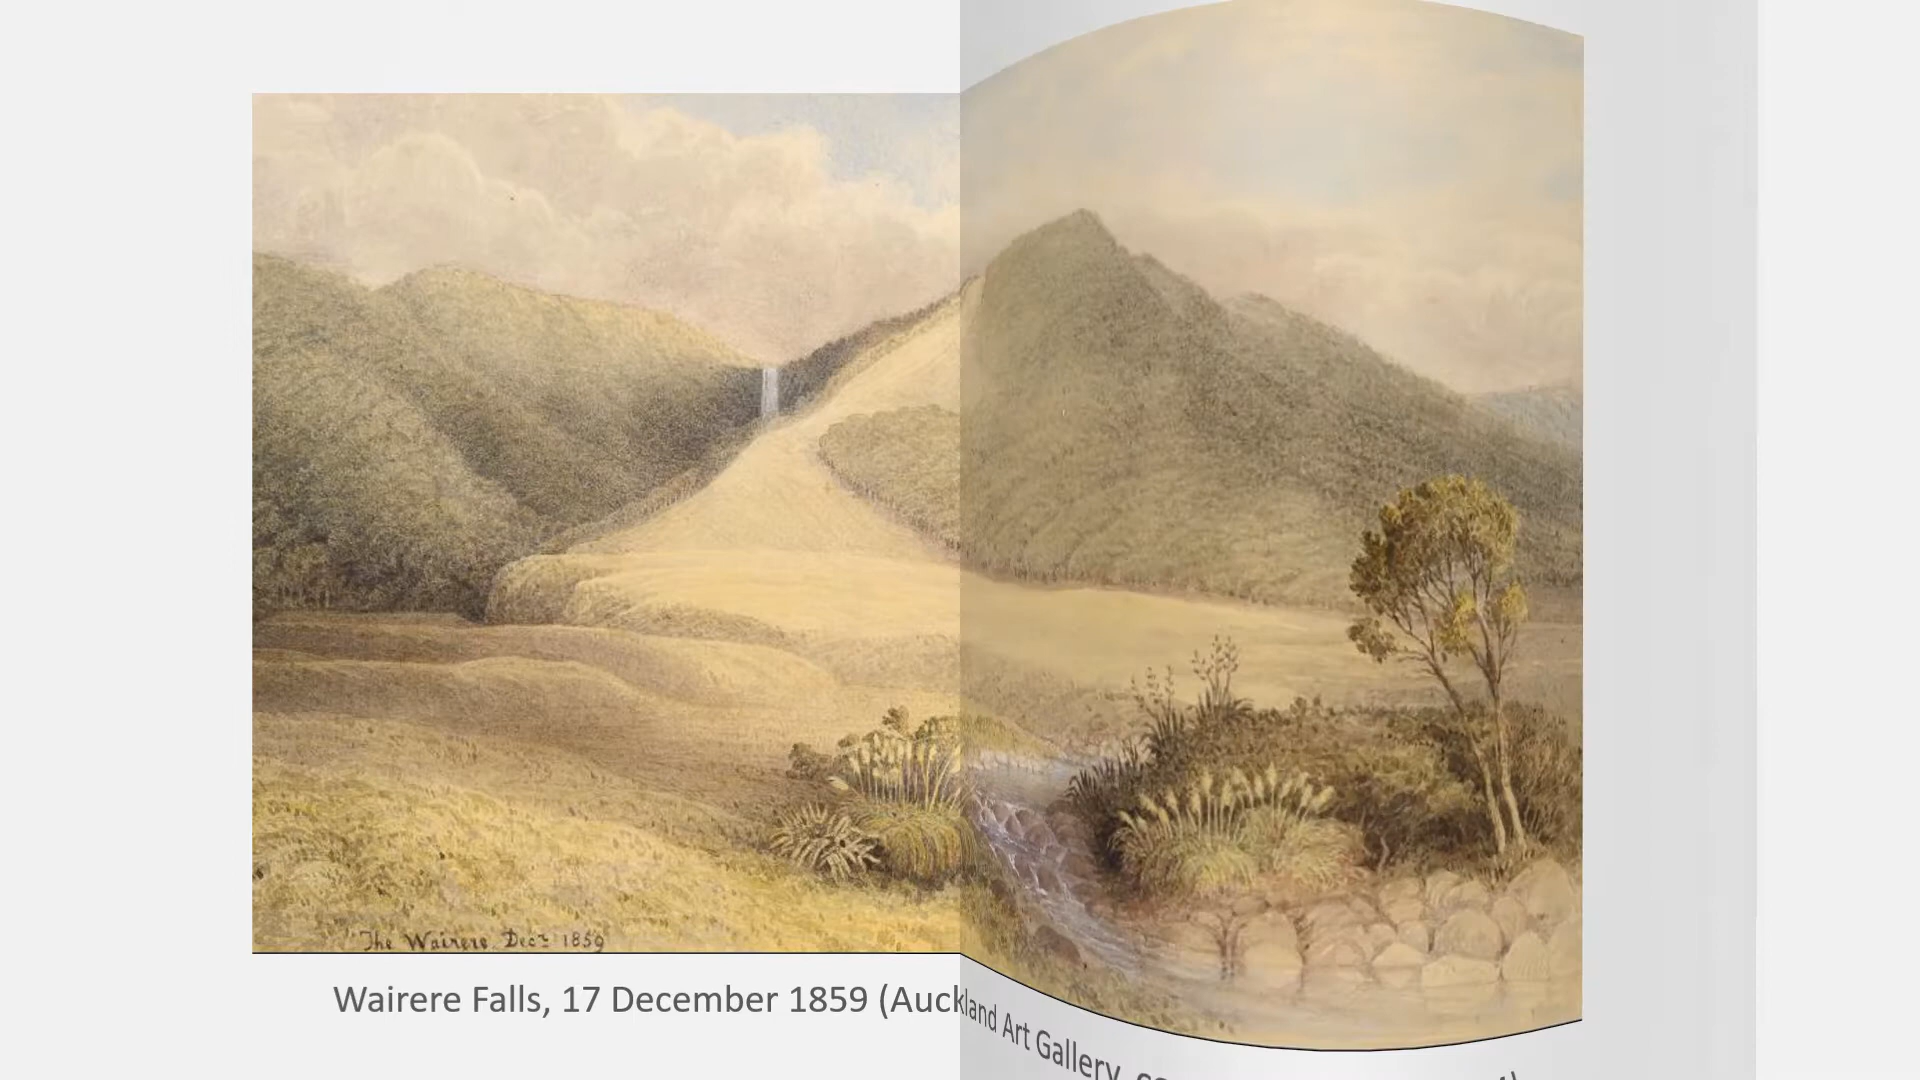 The Wairere. Decr 1859
Wairere Falls, 17 December 1859 (Auckland Art Gallery,